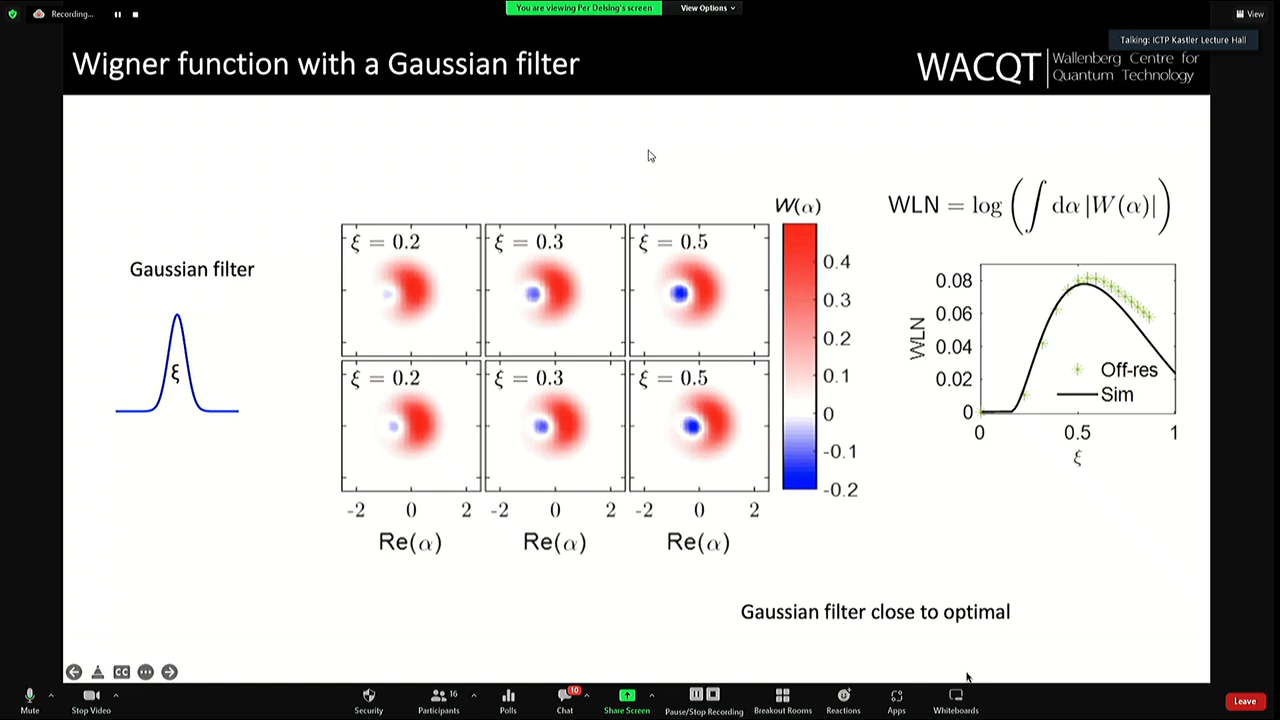 Recording...
You are viewing Per Delsing's screen
View Options
View
Talking: ICTP Kastler Lecture Hall
Wigner function with a Gaussian filter
WACQT
Wallenberg Centre for
Quantum Technology
Gaussian filter
ξ
ξ = 0.2
ξ = 0.3
ξ = 0.5
ξ = 0.2
ξ = 0.3
ξ = 0.5
-2 0 2 -2 0 2 -2 0 2
Re(α) Re(α) Re(α)
W(α)
0.4
0.3
0.2
0.1
0
-0.1
-0.2
WLN = log (∫ dα |W(α)|)
WLN
0.08
0.06
0.04
0.02
0
Off-res
Sim
0 0.5 1
ξ
Gaussian filter close to optimal
CC
16
10
Mute
Stop Video
Security
Participants
Polls
Chat
Share Screen
Pause/Stop Recording
Breakout Rooms
Reactions
Apps
Whiteboards
Leave